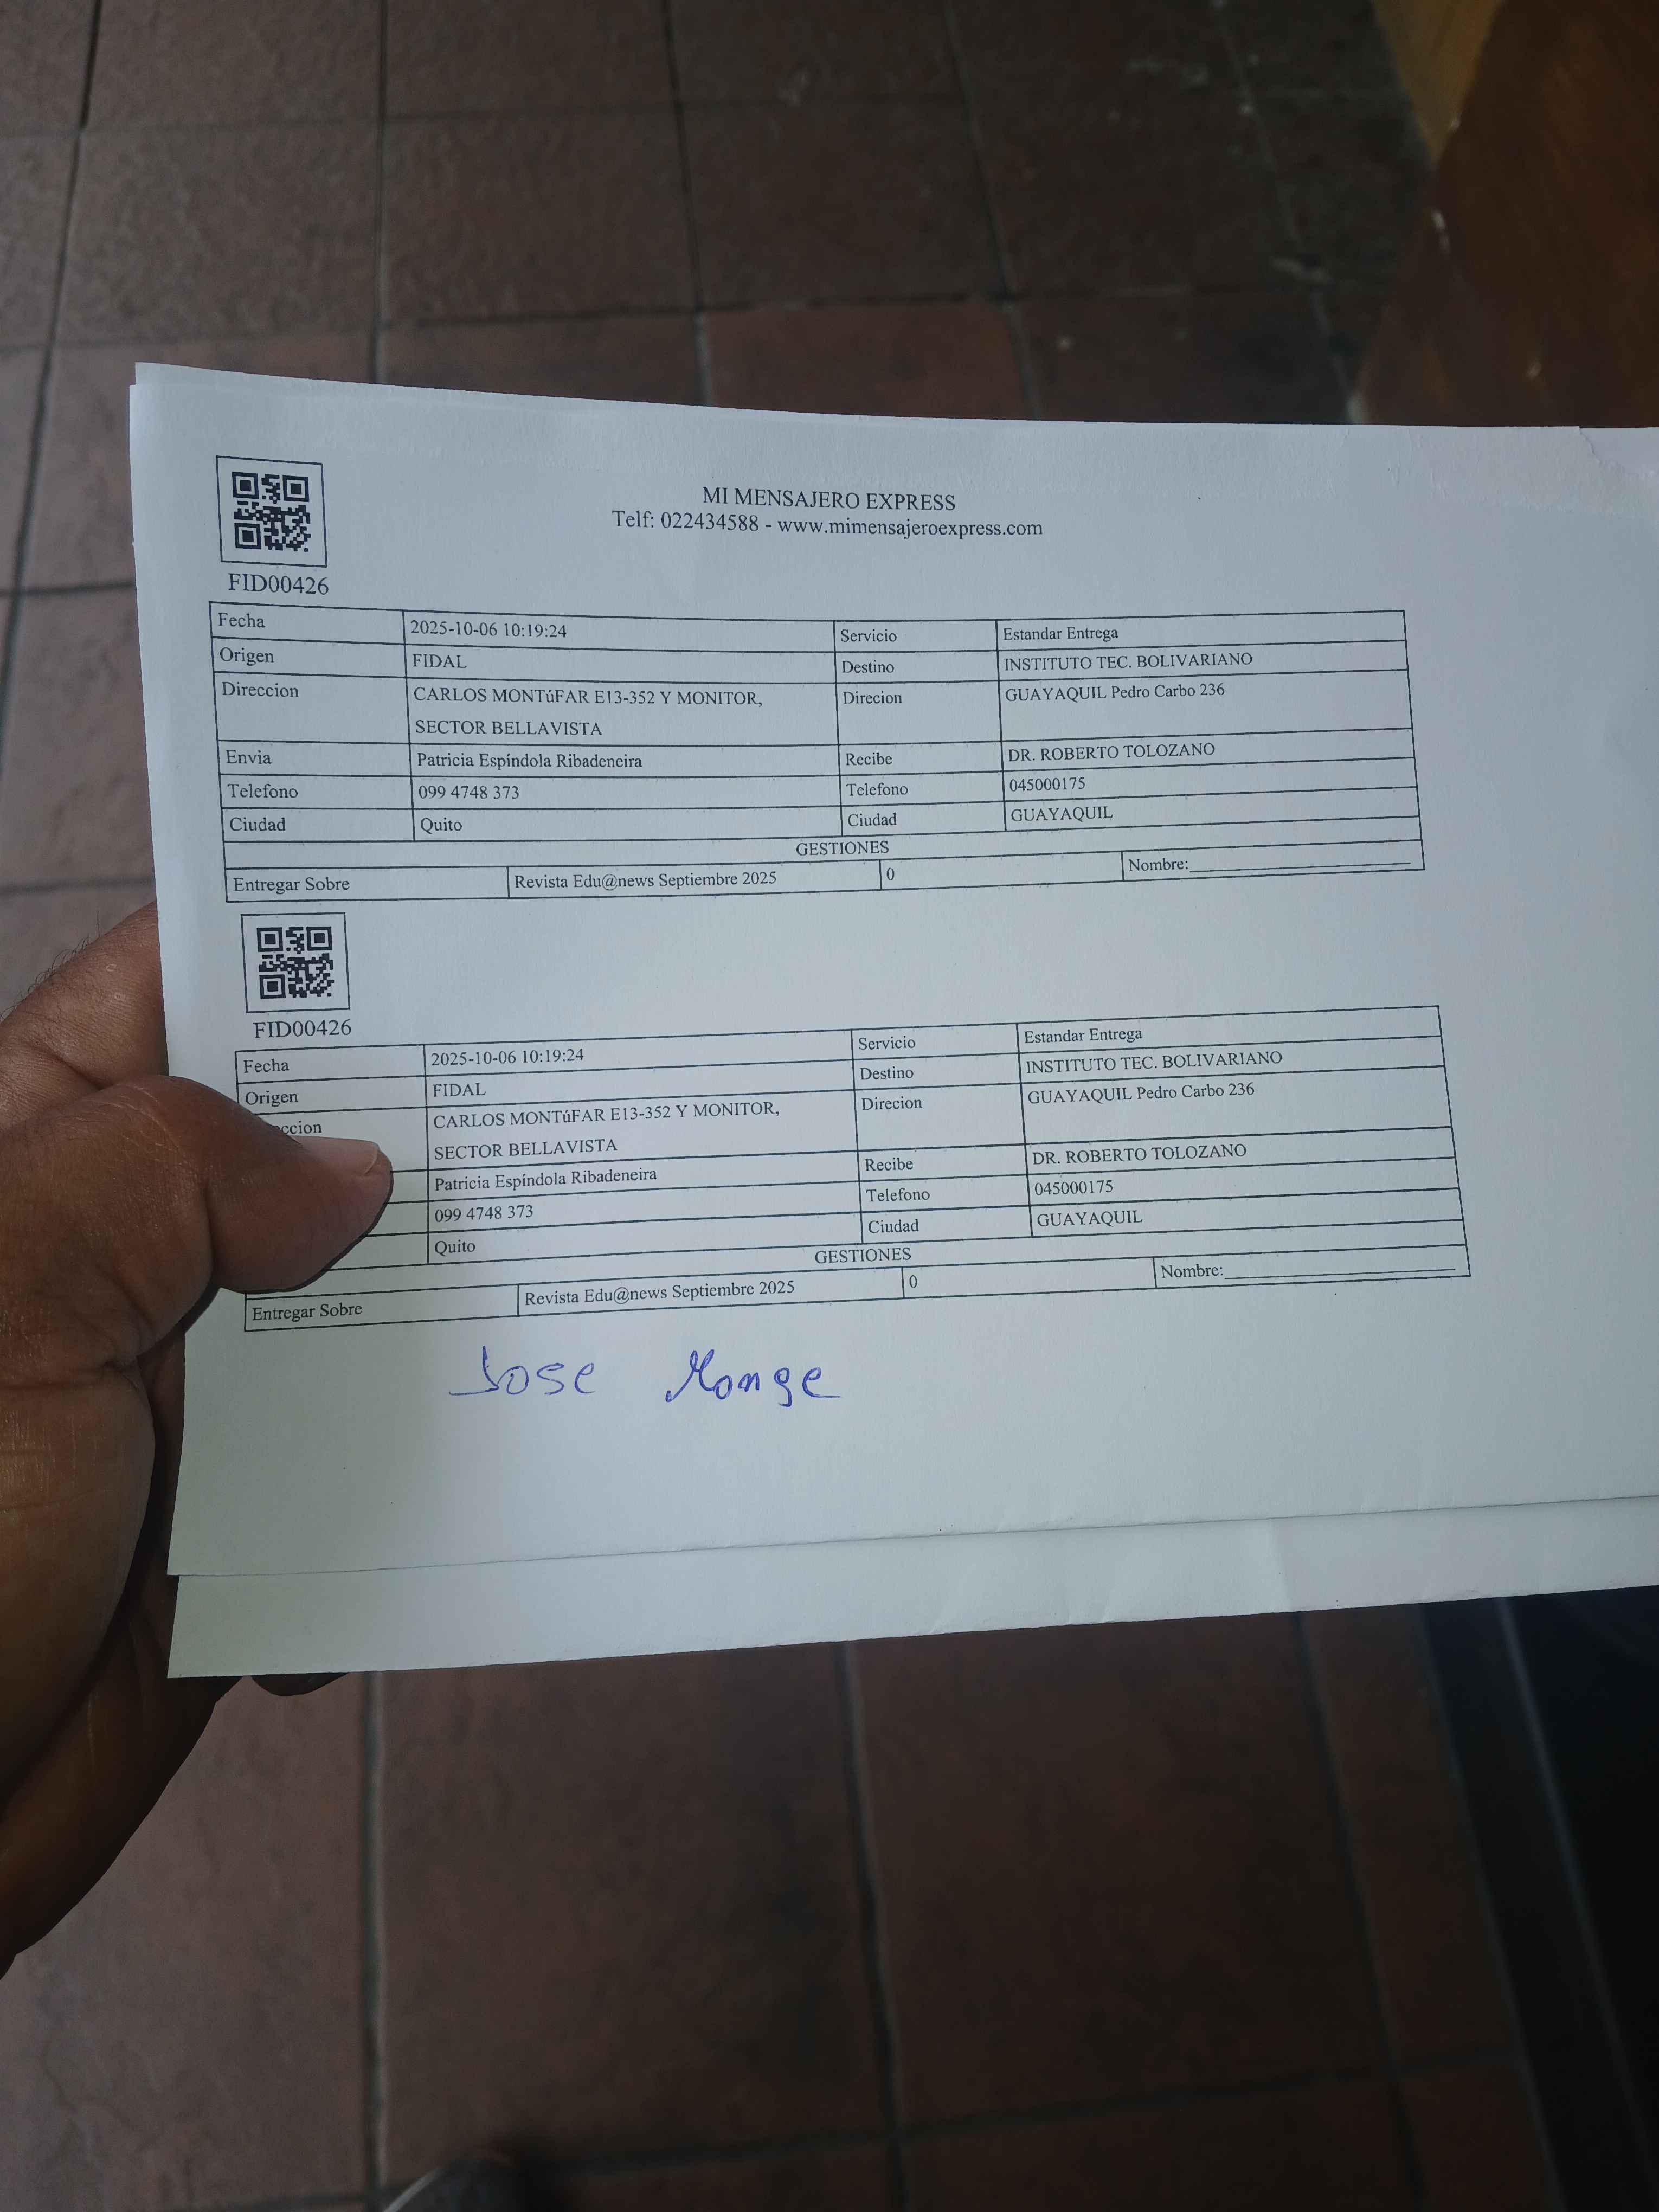 MI MENSAJERO EXPRESS
Telf: 022434588 - www.mimensajeroexpress.com
FID00426
Fecha 2025-10-06 10:19:24 Servicio Estandar Entrega
Origen FIDAL Destino INSTITUTO TEC. BOLIVARIANO
Direccion CARLOS MONTúFAR E13-352 Y MONITOR, Direcion GUAYAQUIL Pedro Carbo 236
SECTOR BELLAVISTA
Envia Patricia Espíndola Ribadeneira Recibe DR. ROBERTO TOLOZANO
Telefono 099 4748 373 Telefono 045000175
Ciudad Quito Ciudad GUAYAQUIL
GESTIONES
Entregar Sobre Revista Edu@news Septiembre 2025 0 Nombre:
FID00426
Fecha 2025-10-06 10:19:24 Servicio Estandar Entrega
Origen FIDAL Destino INSTITUTO TEC. BOLIVARIANO
ccion CARLOS MONTúFAR E13-352 Y MONITOR, Direcion GUAYAQUIL Pedro Carbo 236
SECTOR BELLAVISTA
Patricia Espíndola Ribadeneira Recibe DR. ROBERTO TOLOZANO
099 4748 373 Telefono 045000175
Quito Ciudad GUAYAQUIL
GESTIONES
Entregar Sobre Revista Edu@news Septiembre 2025 0 Nombre:
Jose Monge